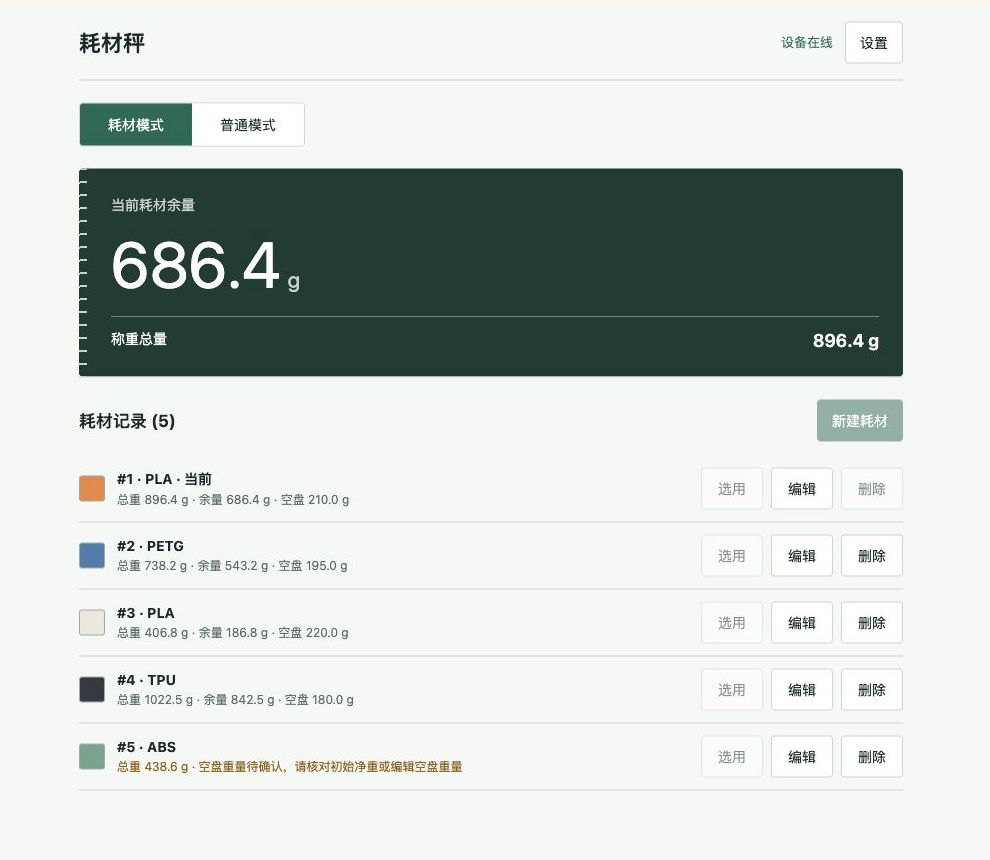 耗材秤
设备在线 设置
耗材模式 普通模式
当前耗材余量
686.4 g
称重总量 896.4 g
耗材记录 (5) 新建耗材
#1 · PLA · 当前
总重 896.4 g · 余量 686.4 g · 空盘 210.0 g
选用 编辑 删除
#2 · PETG
总重 738.2 g · 余量 543.2 g · 空盘 195.0 g
选用 编辑 删除
#3 · PLA
总重 406.8 g · 余量 186.8 g · 空盘 220.0 g
选用 编辑 删除
#4 · TPU
总重 1022.5 g · 余量 842.5 g · 空盘 180.0 g
选用 编辑 删除
#5 · ABS
总重 438.6 g · 空盘重量待确认，请核对初始净重或编辑空盘重量
选用 编辑 删除